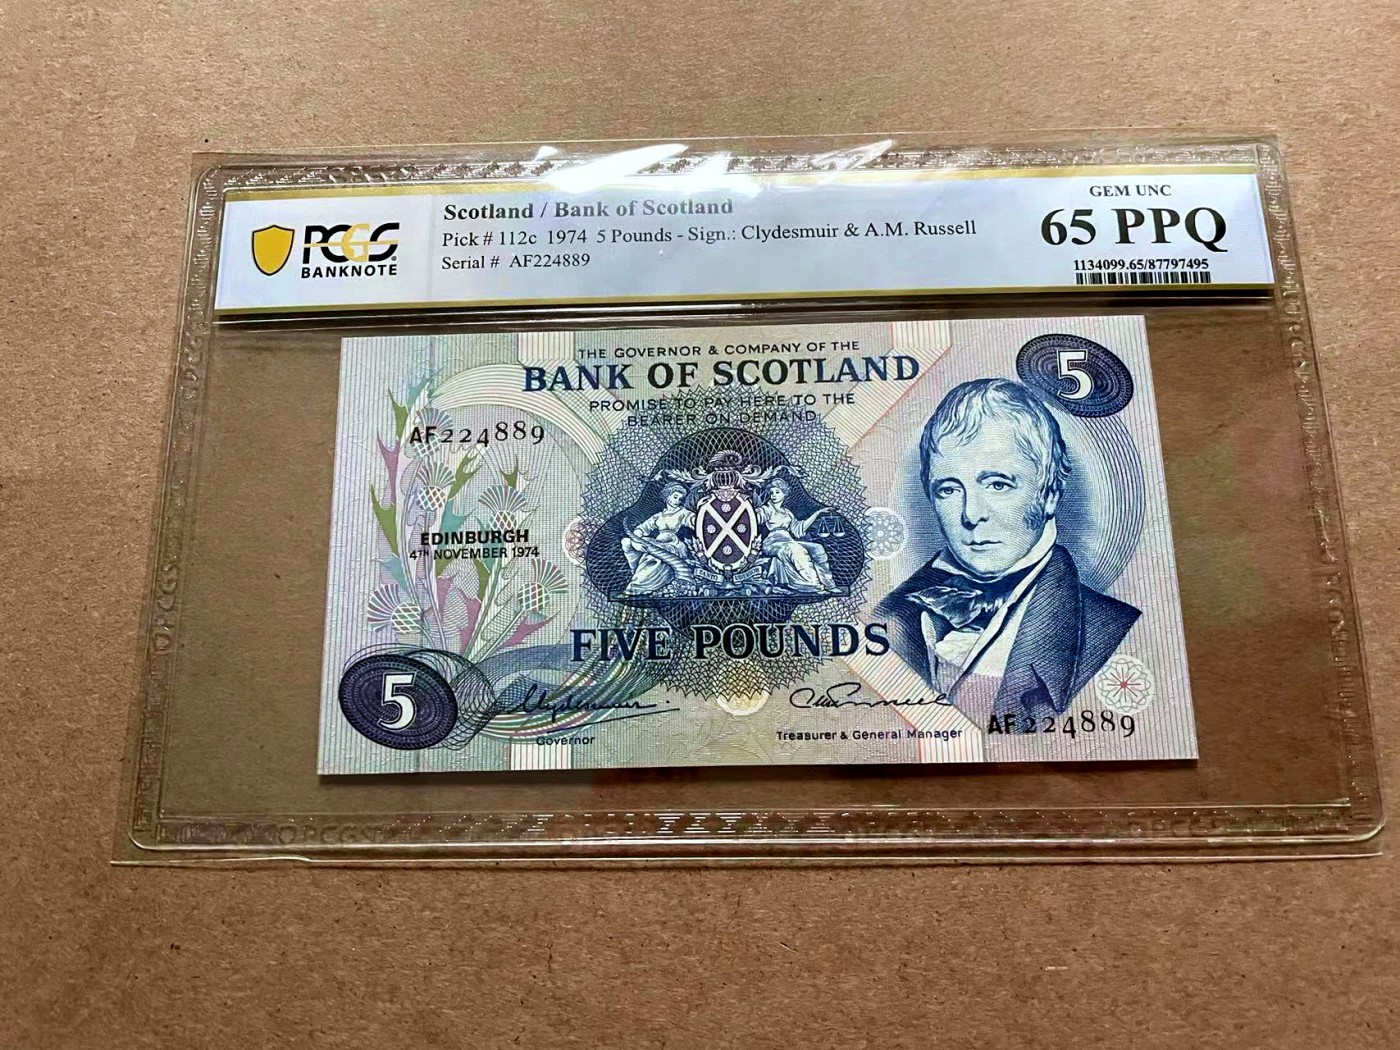 PCGS
BANKNOTE
Scotland / Bank of Scotland
Pick # 112c 1974 5 Pounds - Sign.: Clydesmuir & A.M. Russell
Serial # AF224889
GEM UNC
65 PPQ
1134099.65/87797495
THE GOVERNOR & COMPANY OF THE
BANK OF SCOTLAND
PROMISE TO PAY HERE TO THE
BEARER ON DEMAND
5
AF224889
EDINBURGH
4TH NOVEMBER 1974
FIVE POUNDS
5
Clydesmuir
Governor
Treasurer & General Manager
AF224889